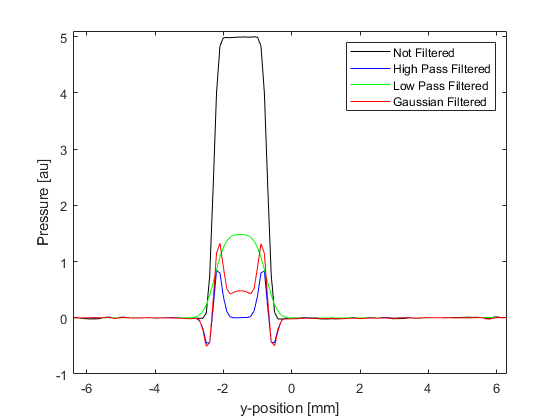 5
4
3
2
1
0
-1
-6
-4
-2
0
2
4
6
Pressure [au]
y-position [mm]
Not Filtered
High Pass Filtered
Low Pass Filtered
Gaussian Filtered